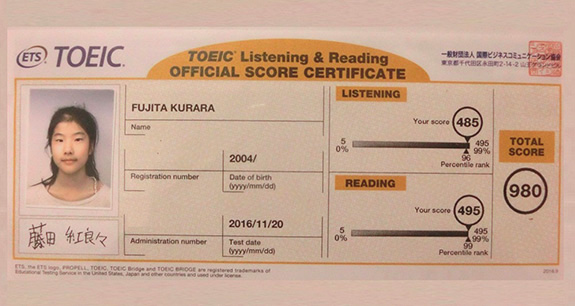 ETS TOEIC.
TOEIC® Listening & Reading
OFFICIAL SCORE CERTIFICATE
一般財団法人 国際ビジネスコミュニケーション協会
東京都千代田区永田町2-14-2
FUJITA KURARA
Name
2004/
Registration number
Date of birth
(yyyy/mm/dd)
藤田 紅良々
2016/11/20
Administration number
Test date
(yyyy/mm/dd)
LISTENING
Your score 485
5 495
0% 99%
96
Percentile rank
READING
Your score 495
5 495
0% 99%
99
Percentile rank
TOTAL
SCORE
980
ETS, the ETS logo, PROPELL, TOEIC, TOEIC Bridge and TOEIC BRIDGE are registered trademarks of
Educational Testing Service in the United States, Japan and other countries and used under license.